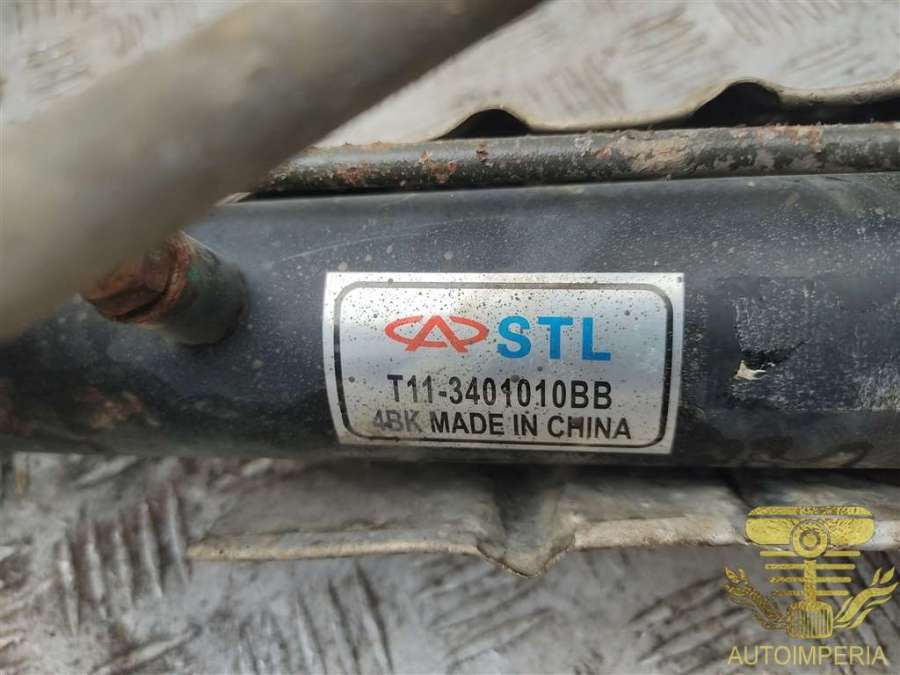 STL
T11-3401010BB
4BK MADE IN CHINA
AUTOIMPERIA